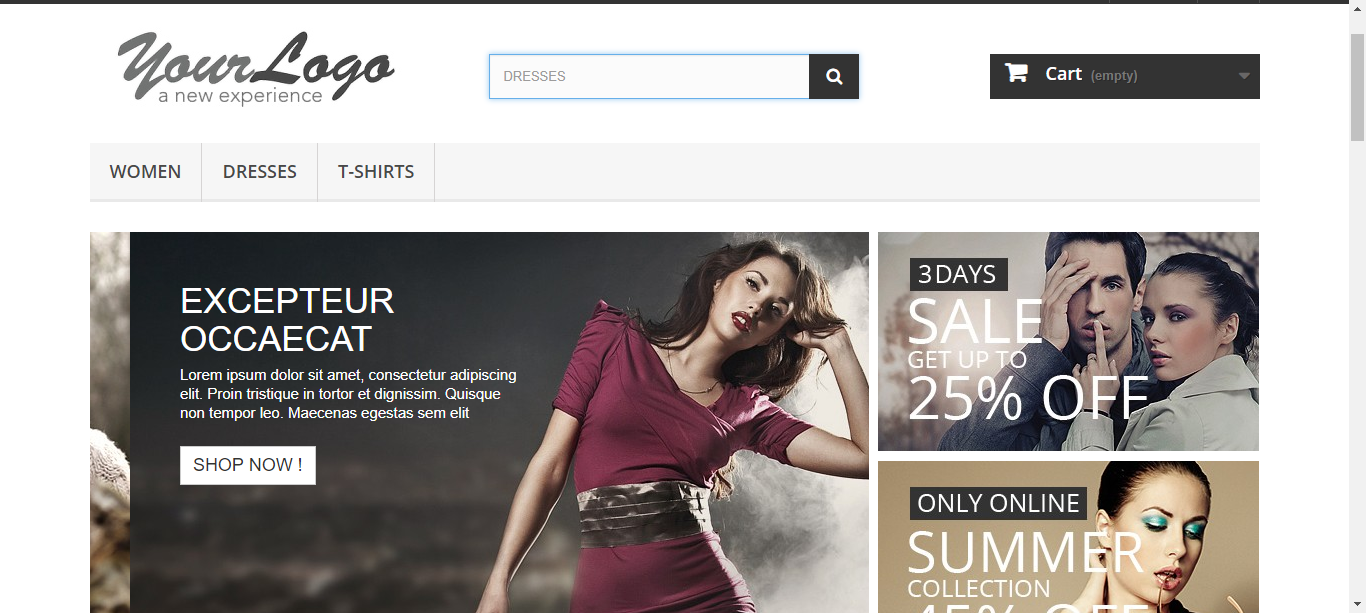 YourLogo
a new experience
DRESSES
Cart (empty)
WOMEN
DRESSES
T-SHIRTS
EXCEPTEUR
OCCAECAT
Lorem ipsum dolor sit amet, consectetur adipiscing
elit. Proin tristique in tortor et dignissim. Quisque
non tempor leo. Maecenas egestas sem elit
SHOP NOW !
3 DAYS
SALE
GET UP TO
25% OFF
ONLY ONLINE
SUMMER
COLLECTION
45% OFF